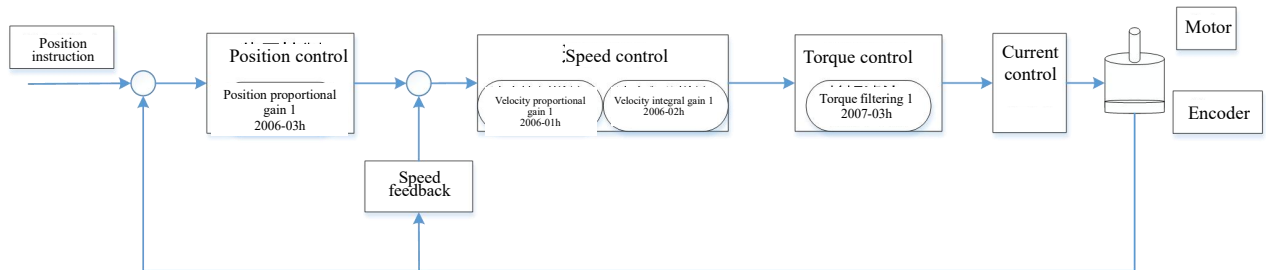 Position
instruction
Position control
Position proportional
gain 1
2006-03h
Speed control
Velocity proportional
gain 1
2006-01h
Velocity integral gain 1
2006-02h
Speed
feedback
Torque control
Torque filtering 1
2007-03h
Current
control
Motor
Encoder